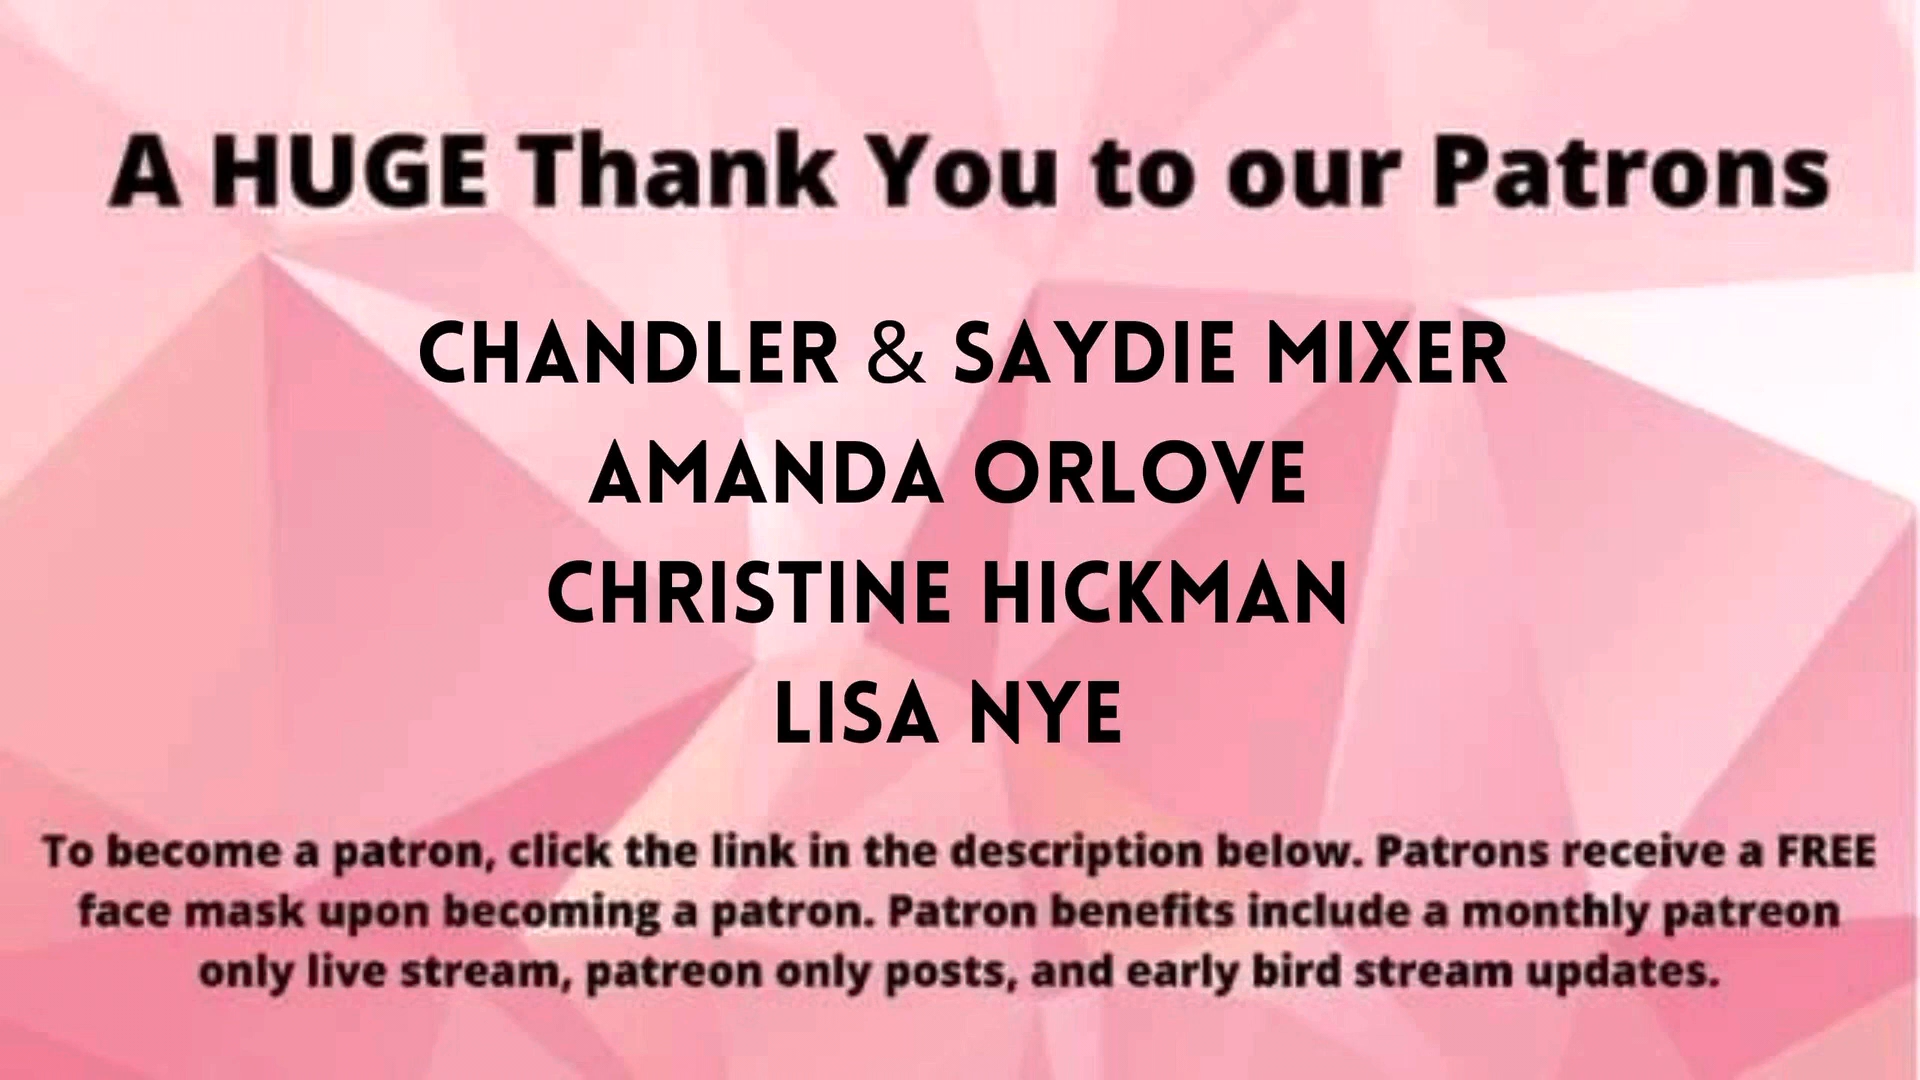 A HUGE Thank You to our Patrons
CHANDLER & SAYDIE MIXER
AMANDA ORLOVE
CHRISTINE HICKMAN
LISA NYE
To become a patron, click the link in the description below. Patrons receive a FREE
face mask upon becoming a patron. Patron benefits include a monthly patreon
only live stream, patreon only posts, and early bird stream updates.